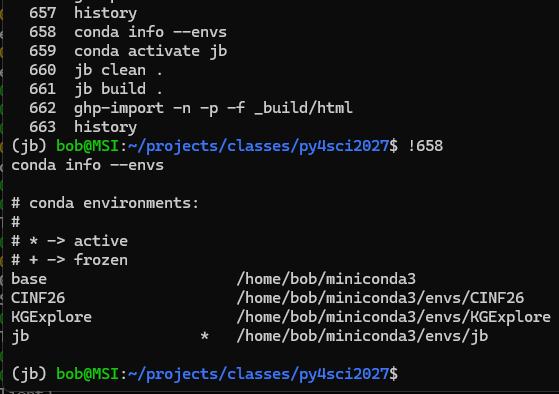 657 history
658 conda info --envs
659 conda activate jb
660 jb clean .
661 jb build .
662 ghp-import -n -p -f _build/html
663 history
(jb) bob@MSI:~/projects/classes/py4sci2027$ !658
conda info --envs
# conda environments:
#
# * -> active
# + -> frozen
base /home/bob/miniconda3
CINF26 /home/bob/miniconda3/envs/CINF26
KGExplore /home/bob/miniconda3/envs/KGExplore
jb * /home/bob/miniconda3/envs/jb
(jb) bob@MSI:~/projects/classes/py4sci2027$